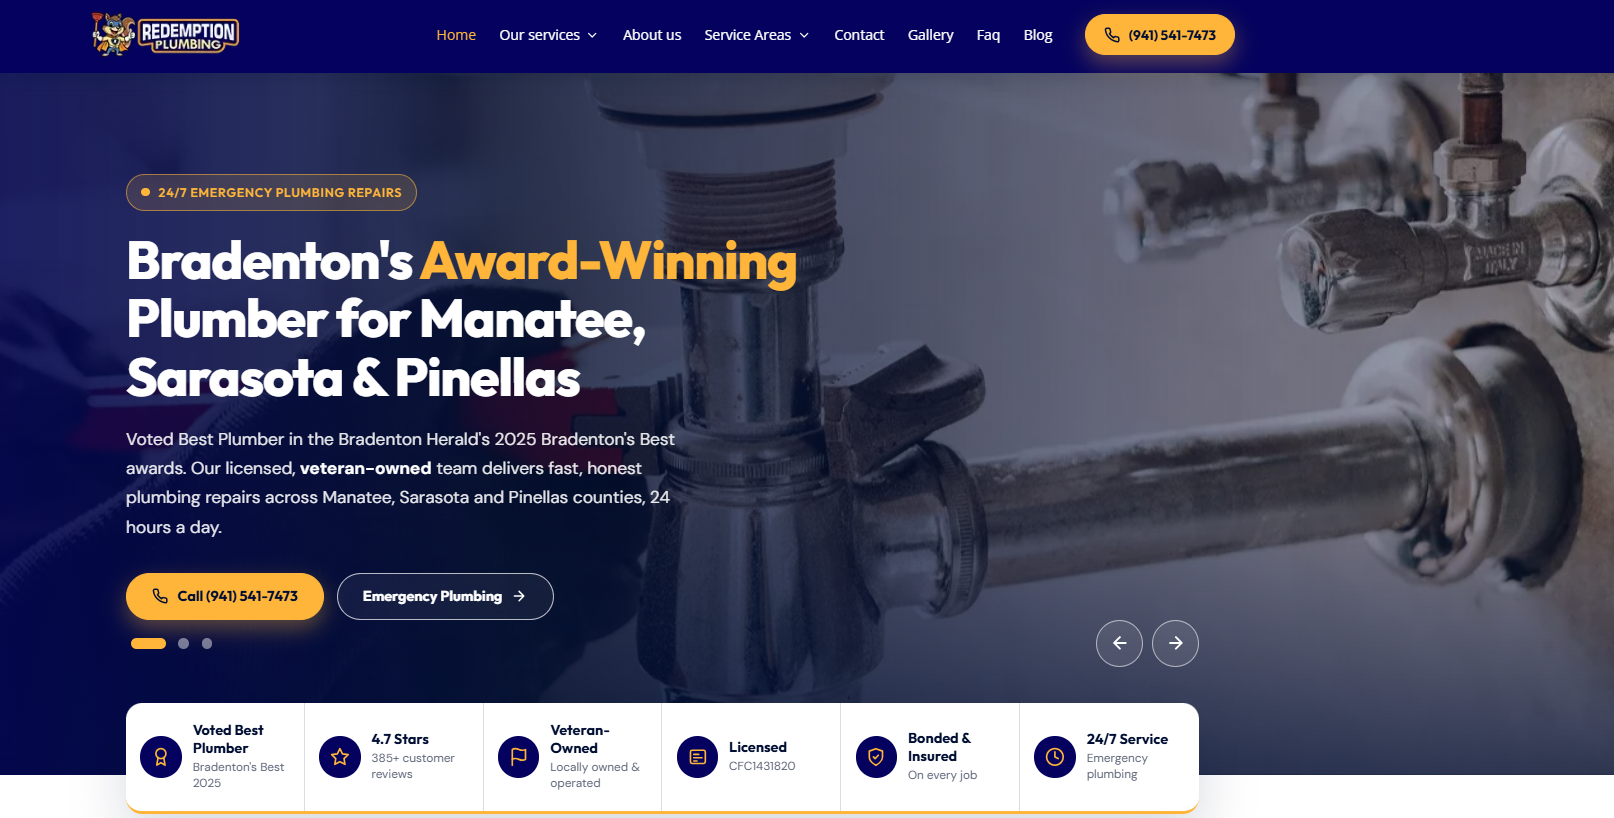 REDEMPTION
PLUMBING
Home
Our services
About us
Service Areas
Contact
Gallery
Faq
Blog
(941) 541-7473
24/7 EMERGENCY PLUMBING REPAIRS
Bradenton's Award-Winning
Plumber for Manatee,
Sarasota & Pinellas
Voted Best Plumber in the Bradenton Herald's 2025 Bradenton's Best
awards. Our licensed, veteran-owned team delivers fast, honest
plumbing repairs across Manatee, Sarasota and Pinellas counties, 24
hours a day.
Call (941) 541-7473
Emergency Plumbing
MADE IN
ITALY
Voted Best
Plumber
Bradenton's Best
2025
4.7 Stars
385+ customer
reviews
Veteran-
Owned
Locally owned &
operated
Licensed
CFC1431820
Bonded &
Insured
On every job
24/7 Service
Emergency
plumbing